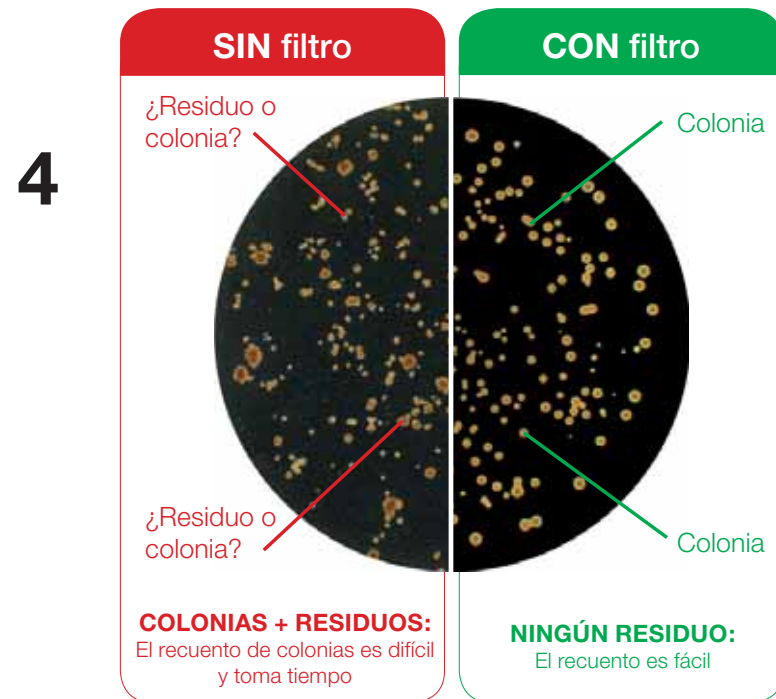 4
SIN filtro
¿Residuo o
colonia?
¿Residuo o
colonia?
COLONIAS + RESIDUOS:
El recuento de colonias es difícil
y toma tiempo
CON filtro
Colonia
Colonia
NINGÚN RESIDUO:
El recuento es fácil